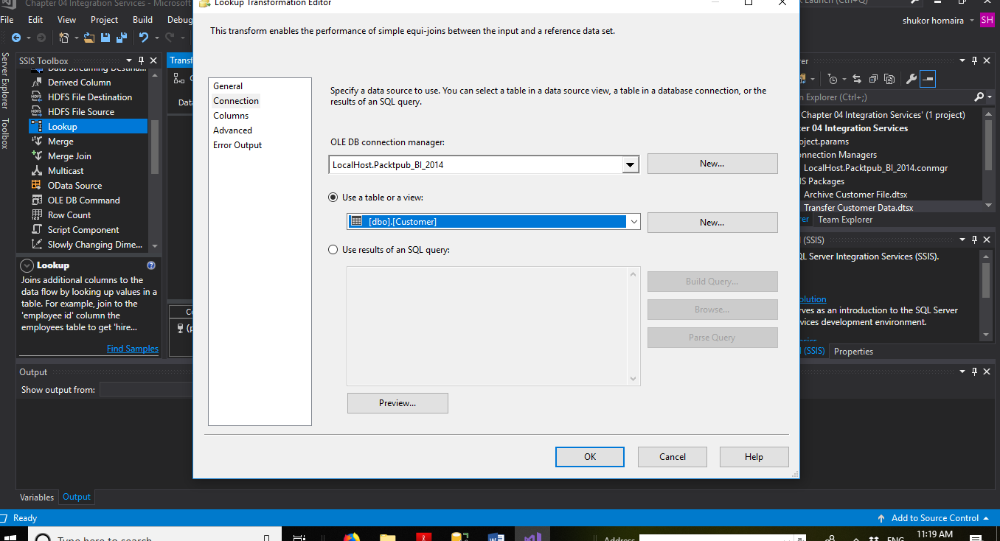 Chapter 04 Integration Services - Microsoft
Lookup Transformation Editor
Launch (Ctrl+Q)
File Edit View Project Build Debug
shukor homaira SH
This transform enables the performance of simple equi-joins between the input and a reference data set.
Server Explorer
Toolbox
SSIS Toolbox
Data Streaming Destina...
Derived Column
HDFS File Destination
HDFS File Source
Lookup
Merge
Merge Join
Multicast
OData Source
OLE DB Command
Row Count
Script Component
Slowly Changing Dime...
Lookup
Joins additional columns to the
data flow by looking up values in a
table. For example, join to the
'employee id' column the
employees table to get 'hire...
Find Samples
Transf
Dat
C
(p
General
Connection
Columns
Advanced
Error Output
Specify a data source to use. You can select a table in a data source view, a table in a database connection, or the
results of an SQL query.
OLE DB connection manager:
LocalHost.Packtpub_BI_2014
New...
Use a table or a view:
[dbo].[Customer]
New...
Use results of an SQL query:
Build Query...
Browse...
Parse Query
Preview...
OK Cancel Help
er
n Explorer (Ctrl+;)
Chapter 04 Integration Services' (1 project)
er 04 Integration Services
oject.params
nnection Managers
LocalHost.Packtpub_BI_2014.conmgr
IS Packages
Archive Customer File.dtsx
Transfer Customer Data.dtsx
er Team Explorer
(SSIS)
QL Server Integration Services (SSIS).
olution
rves as an introduction to the SQL Server
vices development environment.
(SSIS) Properties
Output
Show output from:
Variables Output
Ready
Add to Source Control
Type here to search
Address
ENG
11:19 AM